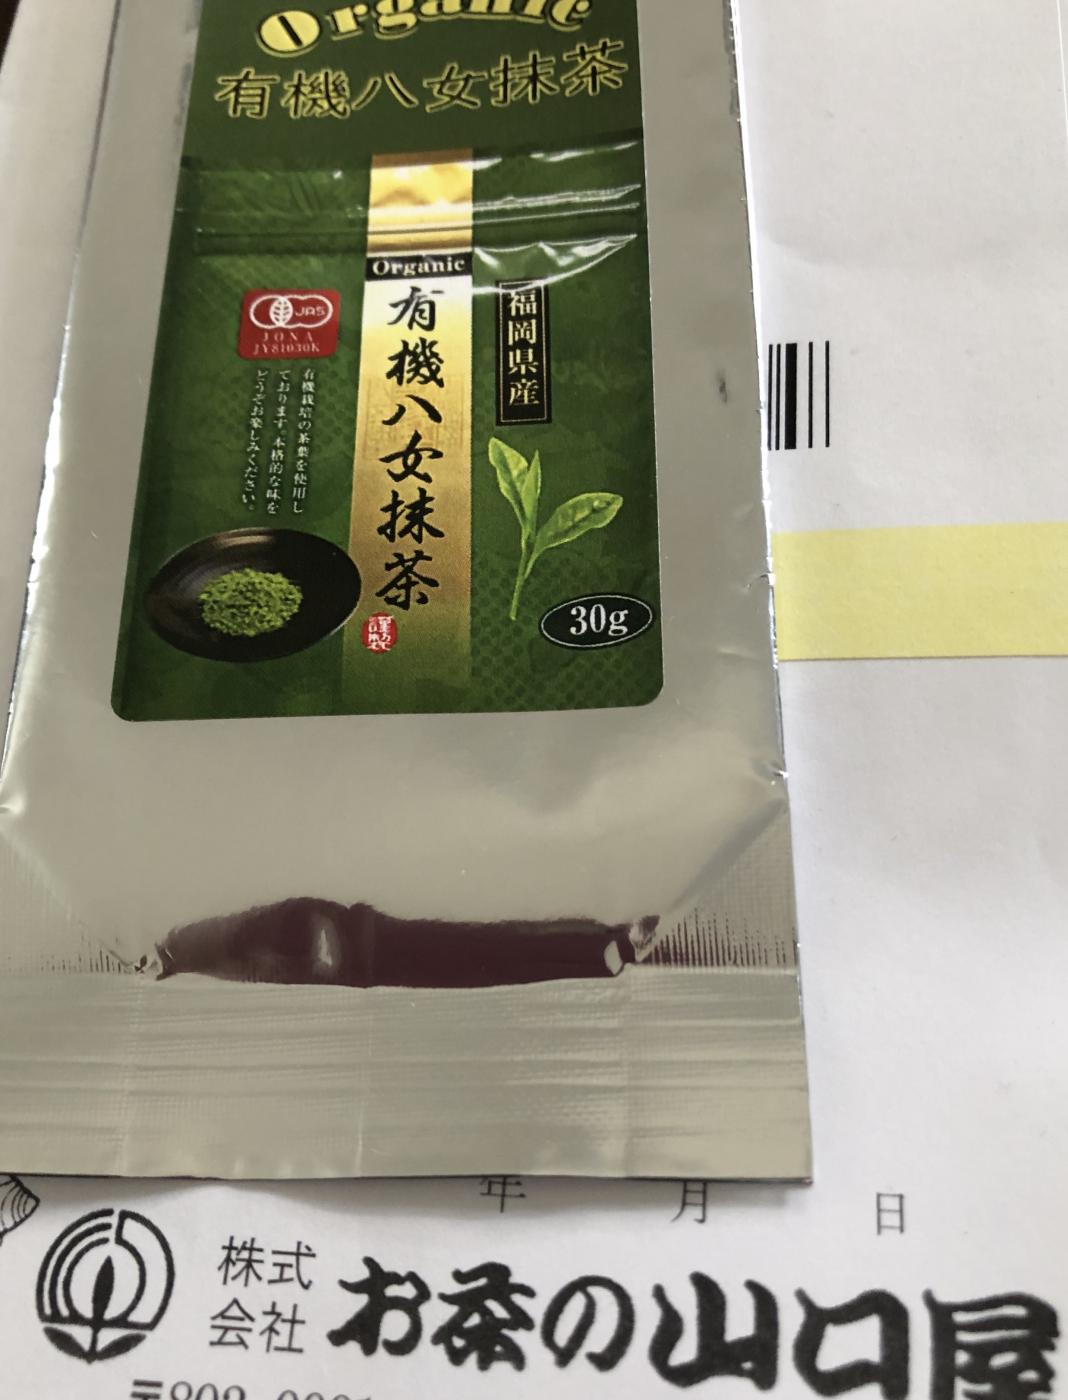 Organic
有機八女抹茶
Organic
有機八女抹茶
謹製
福岡県産
JAS
JONA
JY81030K
有機栽培の茶葉を使用し
ております。本格的な味を
どうぞお楽しみください。
30g
年 月 日
株式
会社
お茶の山口屋